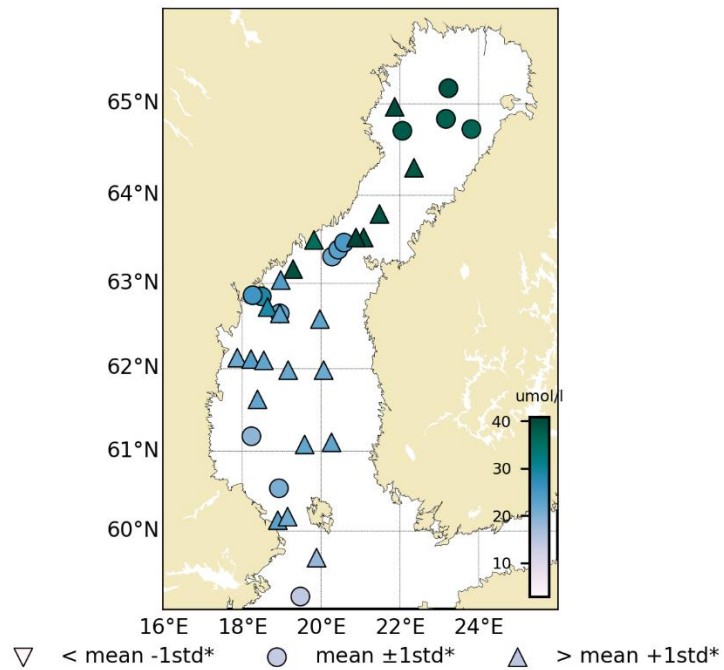 65°N
64°N
63°N
62°N
61°N
60°N
umol/l
40
30
20
10
16°E 18°E 20°E 22°E 24°E
< mean -1std* mean ±1std* > mean +1std*